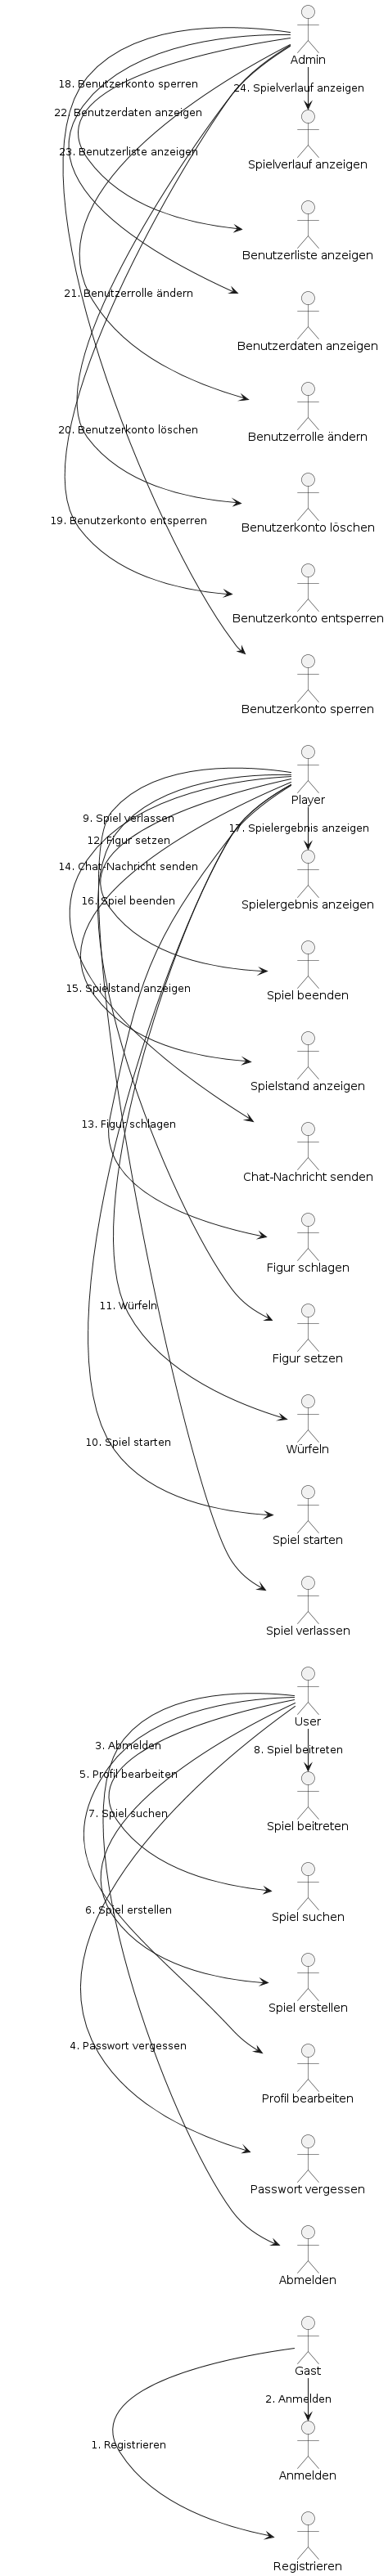 Admin
18. Benutzerkonto sperren
24. Spielverlauf anzeigen
22. Benutzerdaten anzeigen
23. Benutzerliste anzeigen
Spielverlauf anzeigen
Benutzerliste anzeigen
21. Benutzerrolle ändern
Benutzerdaten anzeigen
20. Benutzerkonto löschen
Benutzerrolle ändern
19. Benutzerkonto entsperren
Benutzerkonto löschen
Benutzerkonto entsperren
Benutzerkonto sperren
Player
9. Spiel verlassen
17. Spielergebnis anzeigen
12. Figur setzen
14. Chat-Nachricht senden
16. Spiel beenden
Spielergebnis anzeigen
15. Spielstand anzeigen
Spiel beenden
Spielstand anzeigen
13. Figur schlagen
Chat-Nachricht senden
Figur schlagen
11. Würfeln
Figur setzen
10. Spiel starten
Würfeln
Spiel starten
Spiel verlassen
User
3. Abmelden
8. Spiel beitreten
5. Profil bearbeiten
7. Spiel suchen
Spiel beitreten
6. Spiel erstellen
Spiel suchen
Spiel erstellen
4. Passwort vergessen
Profil bearbeiten
Passwort vergessen
Abmelden
Gast
2. Anmelden
1. Registrieren
Anmelden
Registrieren